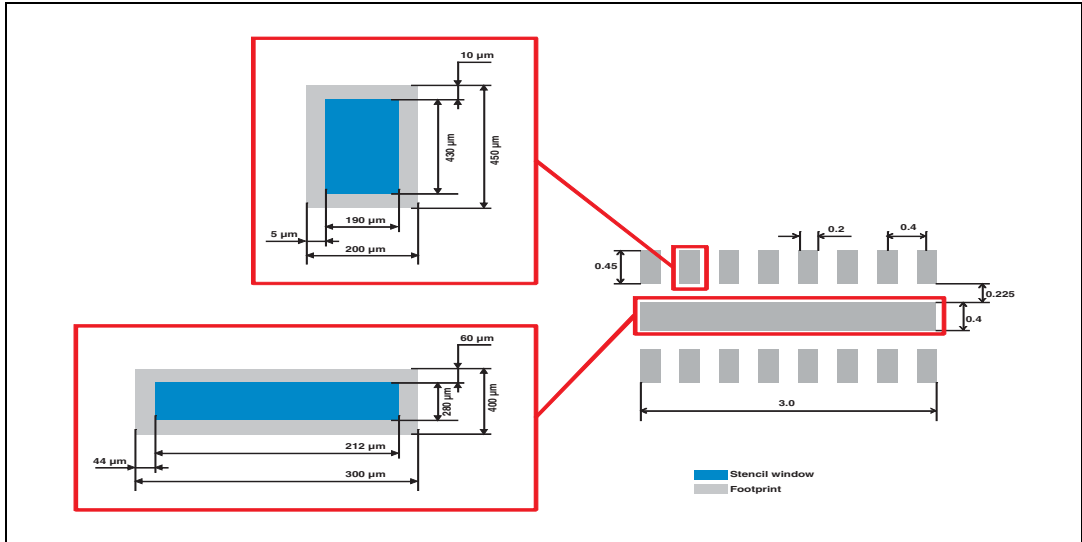 10 µm
430 µm
450 µm
190 µm
5 µm
200 µm
0.2
0.4
0.45
0.225
0.4
3.0
60 µm
280 µm
400 µm
212 µm
44 µm
300 µm
Stencil window
Footprint